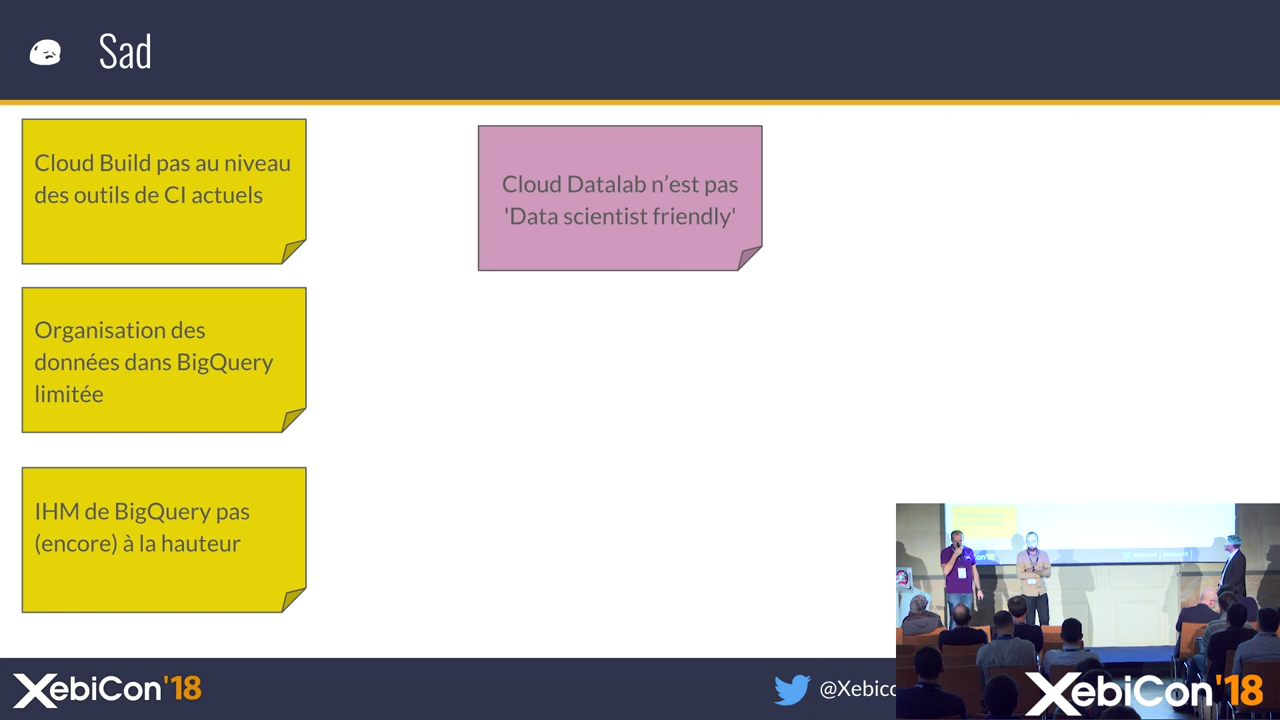 Sad
Cloud Build pas au niveau
des outils de CI actuels
Cloud Datalab n’est pas
'Data scientist friendly'
Organisation des
données dans BigQuery
limitée
IHM de BigQuery pas
(encore) à la hauteur
XebiCon'18
@Xebico
XebiCon'18